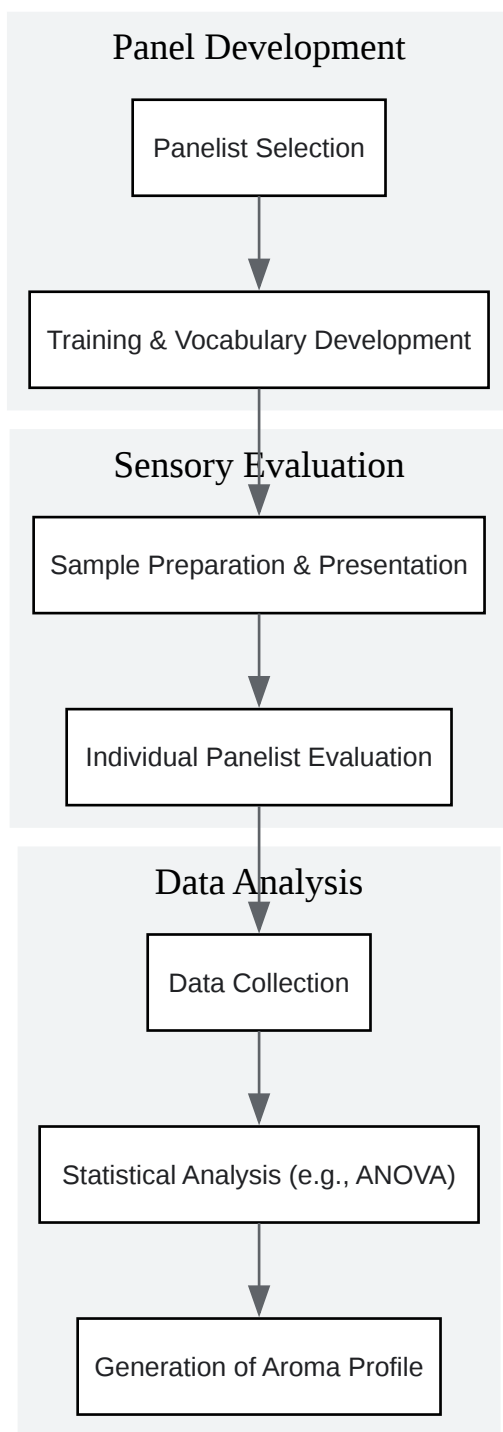 Panel Development
Panelist Selection
Training & Vocabulary Development
Sensory Evaluation
Sample Preparation & Presentation
Individual Panelist Evaluation
Data Analysis
Data Collection
Statistical Analysis (e.g., ANOVA)
Generation of Aroma Profile